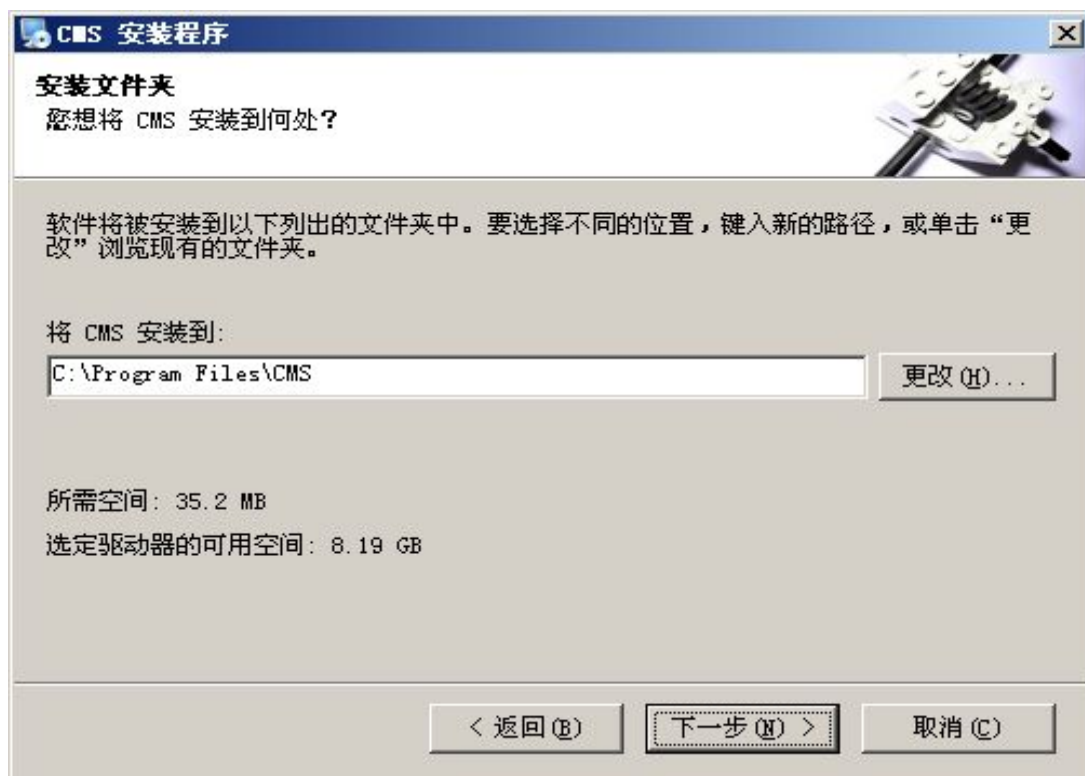 CMS 安装程序
安装文件夹
您想将 CMS 安装到何处?
软件将被安装到以下列出的文件夹中。要选择不同的位置，键入新的路径，或单击“更
改”浏览现有的文件夹。
将 CMS 安装到:
C:\Program Files\CMS
更改(H)...
所需空间: 35.2 MB
选定驱动器的可用空间: 8.19 GB
< 返回(B)
下一步(N) >
取消(C)